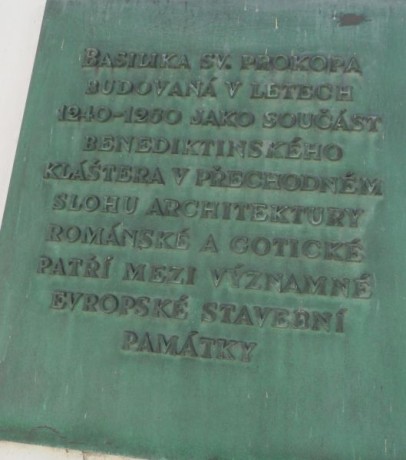 BASILIKA SV. PROKOPA
BUDOVANÁ V LETECH
1240-1250 JAKO SOUČÁST
BENEDIKTINSKÉHO
KLÁŠTERA V PŘECHODNÉM
SLOHU ARCHITEKTURY
ROMÁNSKÉ A GOTICKÉ
PATŘÍ MEZI VÝZNAMNÉ
EVROPSKÉ STAVEBNÍ
PAMÁTKY